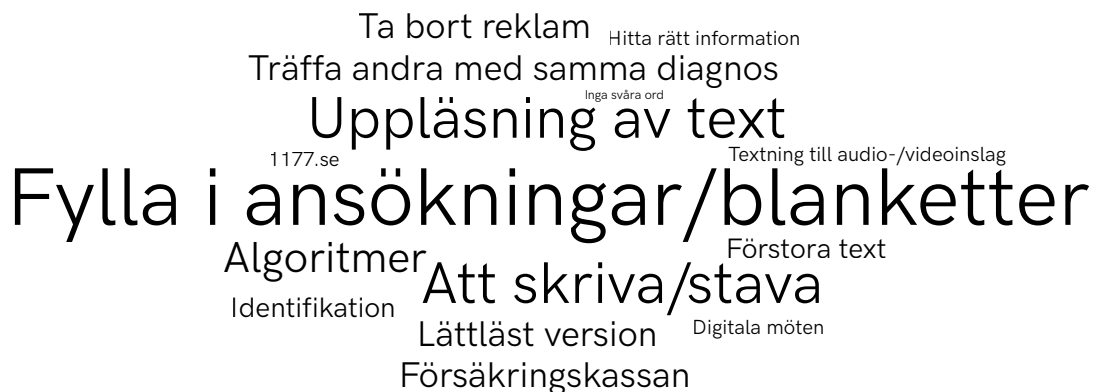 Ta bort reklam
Hitta rätt information
Träffa andra med samma diagnos
Inga svåra ord
Uppläsning av text
1177.se
Textning till audio-/videoinslag
Fylla i ansökningar/blanketter
Algoritmer
Förstora text
Att skriva/stava
Identifikation
Digitala möten
Lättläst version
Försäkringskassan